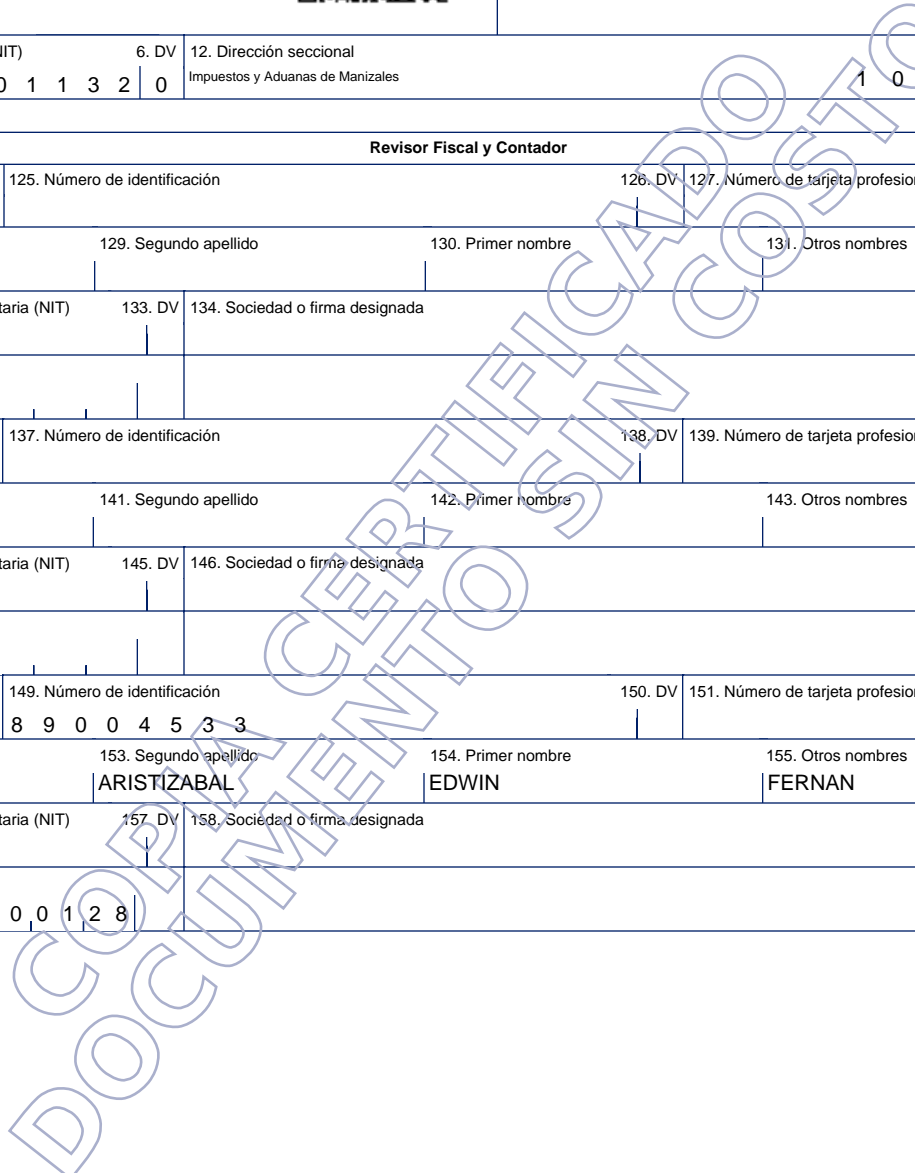 NIT) 6. DV 12. Dirección seccional
0 1 1 3 2 0 Impuestos y Aduanas de Manizales 1 0
Revisor Fiscal y Contador
125. Número de identificación 126. DV 127. Número de tarjeta profesion
129. Segundo apellido 130. Primer nombre 131. Otros nombres
taria (NIT) 133. DV 134. Sociedad o firma designada
137. Número de identificación 138. DV 139. Número de tarjeta profesion
141. Segundo apellido 142. Primer nombre 143. Otros nombres
taria (NIT) 145. DV 146. Sociedad o firma designada
149. Número de identificación 150. DV 151. Número de tarjeta profesion
8 9 0 0 4 5 3 3
153. Segundo apellido 154. Primer nombre 155. Otros nombres
ARISTIZABAL EDWIN FERNAN
taria (NIT) 157. DV 158. Sociedad o firma designada
0 0 1 2 8
COPIA CERTIFICADO
DOCUMENTO SIN COSTO